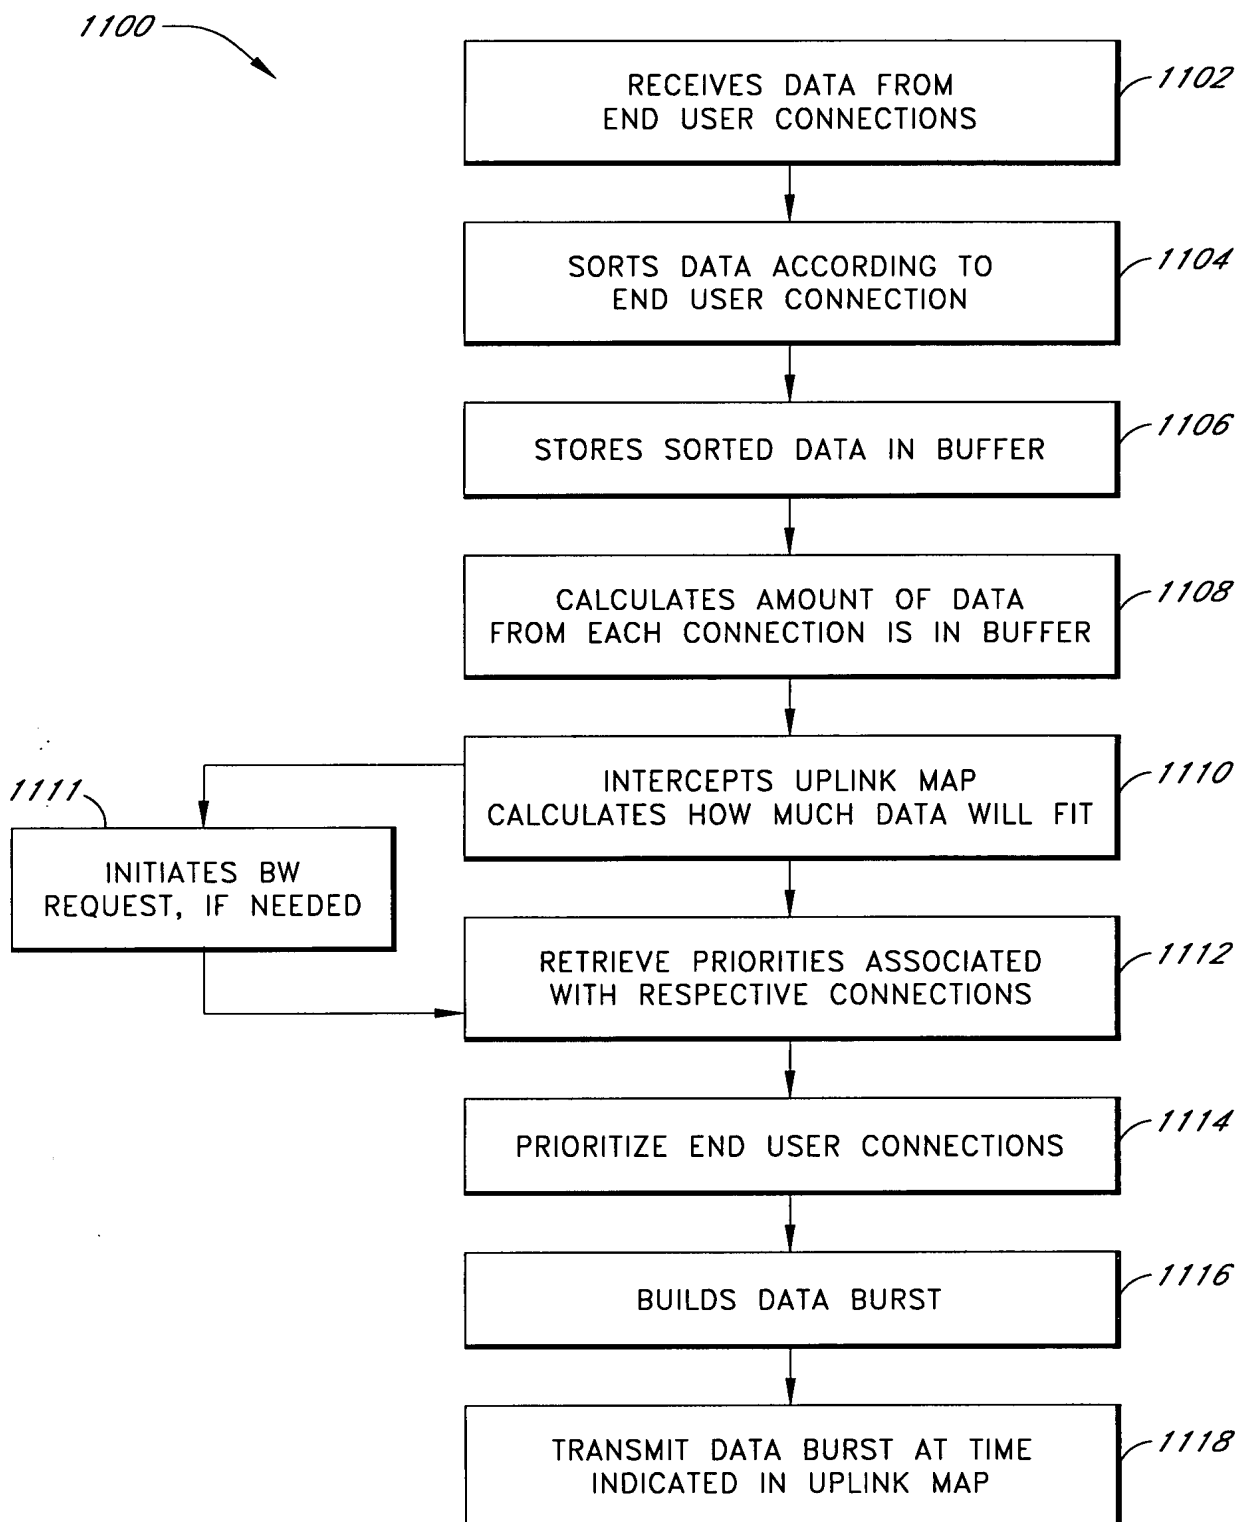 1100
RECEIVES DATA FROM
END USER CONNECTIONS
1102
SORTS DATA ACCORDING TO
END USER CONNECTION
1104
STORES SORTED DATA IN BUFFER
1106
CALCULATES AMOUNT OF DATA
FROM EACH CONNECTION IS IN BUFFER
1108
INTERCEPTS UPLINK MAP
CALCULATES HOW MUCH DATA WILL FIT
1110
1111
INITIATES BW
REQUEST, IF NEEDED
RETRIEVE PRIORITIES ASSOCIATED
WITH RESPECTIVE CONNECTIONS
1112
PRIORITIZE END USER CONNECTIONS
1114
BUILDS DATA BURST
1116
TRANSMIT DATA BURST AT TIME
INDICATED IN UPLINK MAP
1118